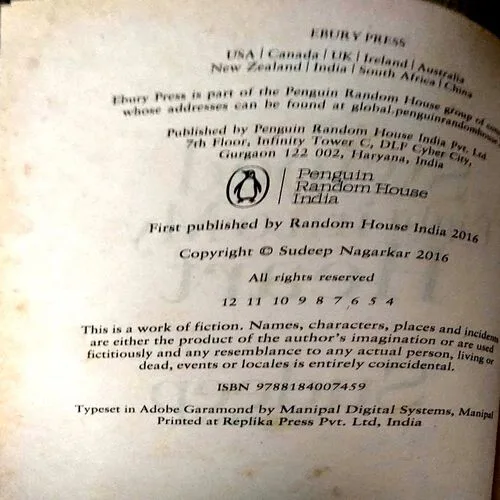 EBURY PRESS
USA | Canada | UK | Ireland | Australia
New Zealand | India | South Africa | China
Ebury Press is part of the Penguin Random House group of
whose addresses can be found at global.penguinrandomhouse.
Published by Penguin Random House India Pvt. Ltd
7th Floor, Infinity Tower C, DLF Cyber City,
Gurgaon 122 002, Haryana, India
Penguin
Random House
India
First published by Random House India 2016
Copyright © Sudeep Nagarkar 2016
All rights reserved
12 11 10 9 8 7 6 5 4
This is a work of fiction. Names, characters, places and incidents
are either the product of the author's imagination or are used
fictitiously and any resemblance to any actual person, living or
dead, events or locales is entirely coincidental.
ISBN 9788184007459
Typeset in Adobe Garamond by Manipal Digital Systems, Manipal
Printed at Replika Press Pvt. Ltd, India